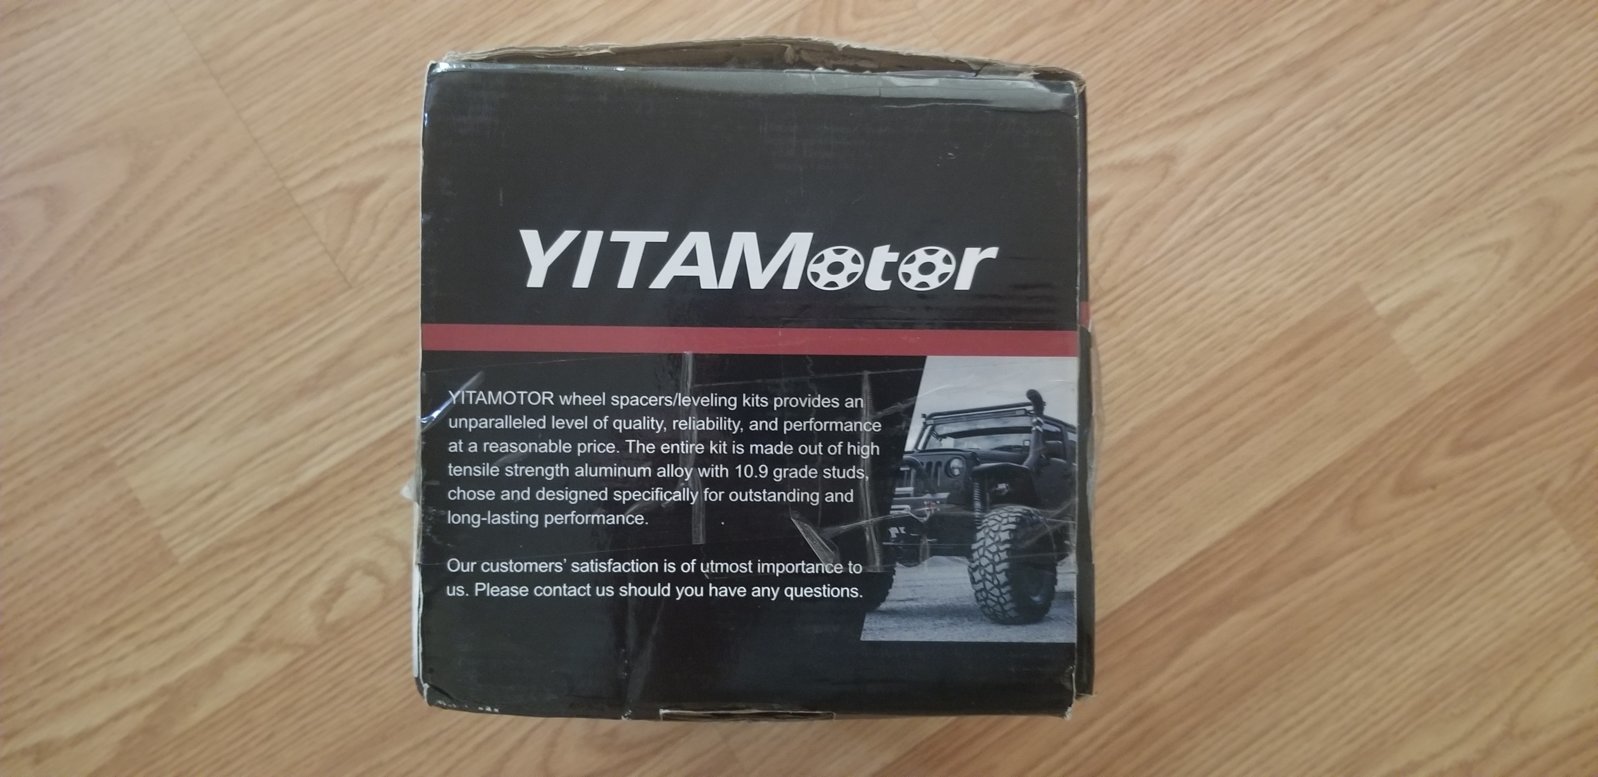 YITAMotor
YITAMOTOR wheel spacers/leveling kits provides an
unparalleled level of quality, reliability, and performance
at a reasonable price. The entire kit is made out of high
tensile strength aluminum alloy with 10.9 grade studs,
chose and designed specifically for outstanding and
long-lasting performance.
Our customers' satisfaction is of utmost importance to
us. Please contact us should you have any questions.